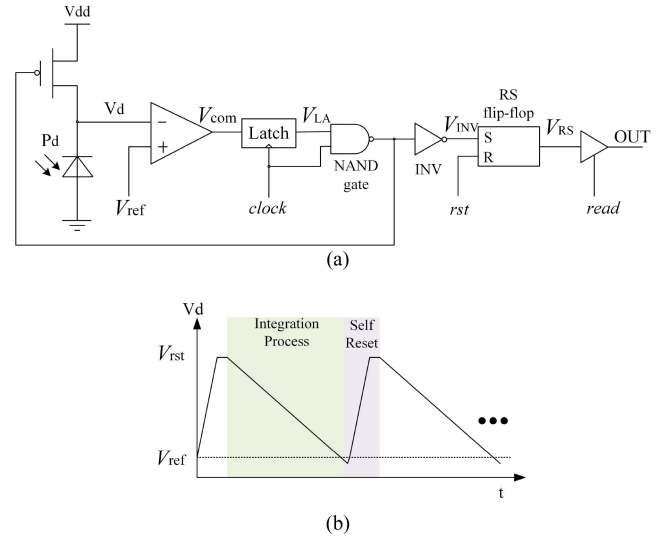 Vdd
RS
flip-flop
Vd
Vcom
VLA
VINV
VRS
OUT
Pd
−
+
Latch
S
R
NAND
gate
INV
Vref
clock
rst
read
(a)
Vd
Integration
Process
Self
Reset
Vrst
Vref
t
(b)